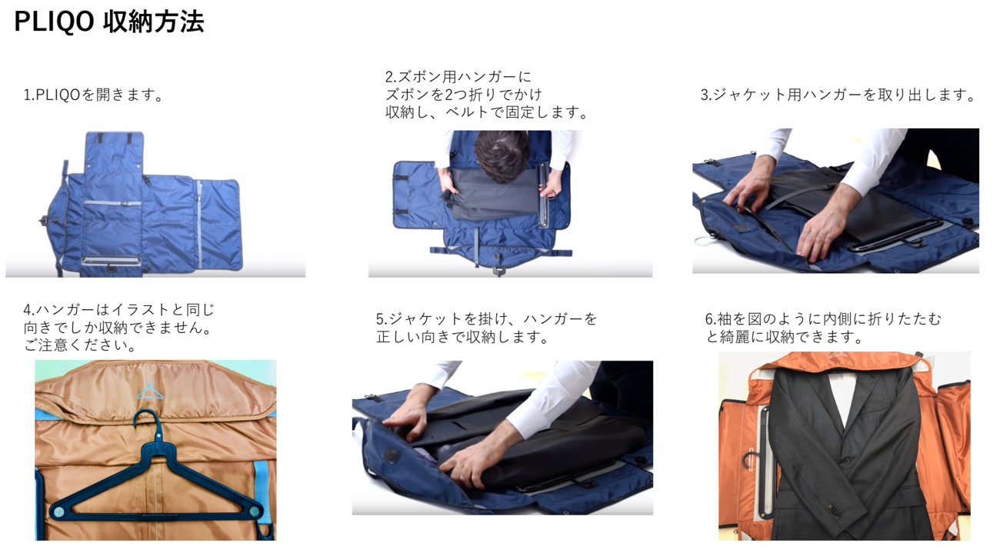 PLIQO 収納方法
1.PLIQOを開きます。
2.ズボン用ハンガーに
ズボンを2つ折りでかけ
収納し、ベルトで固定します。
3.ジャケット用ハンガーを取り出します。
4.ハンガーはイラストと同じ
向きでしか収納できません。
ご注意ください。
5.ジャケットを掛け、ハンガーを
正しい向きで収納します。
6.袖を図のように内側に折りたたむ
と綺麗に収納できます。